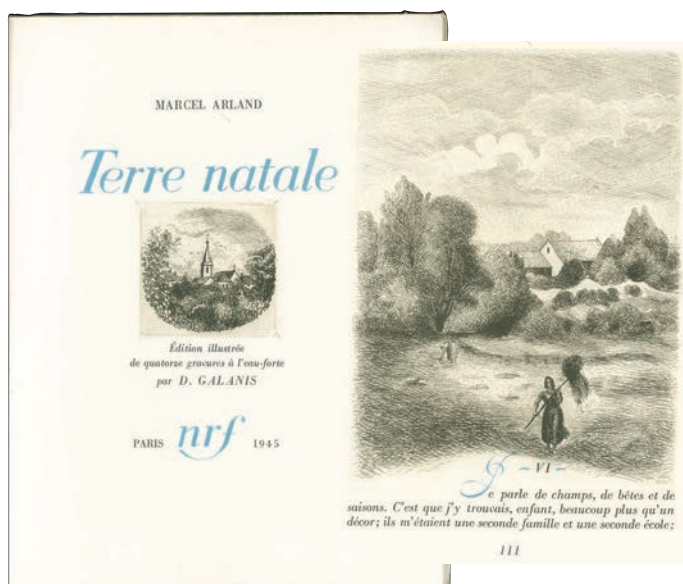 MARCEL ARLAND
Terre natale
Édition illustrée
de quatorze gravures à l'eau-forte
par D. GALANIS
PARIS nrf 1945
– VI –
Je parle de champs, de bêtes et de
saisons. C'est que j'y trouvais, enfant, beaucoup plus qu'un
décor; ils m'étaient une seconde famille et une seconde école;
III